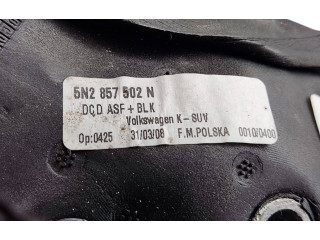 5N2 857 502 N
DCD ASF + BLK
Volkswagen K-SUV
Op:0425 31/03/08 F.M.POLSKA 0010/0400